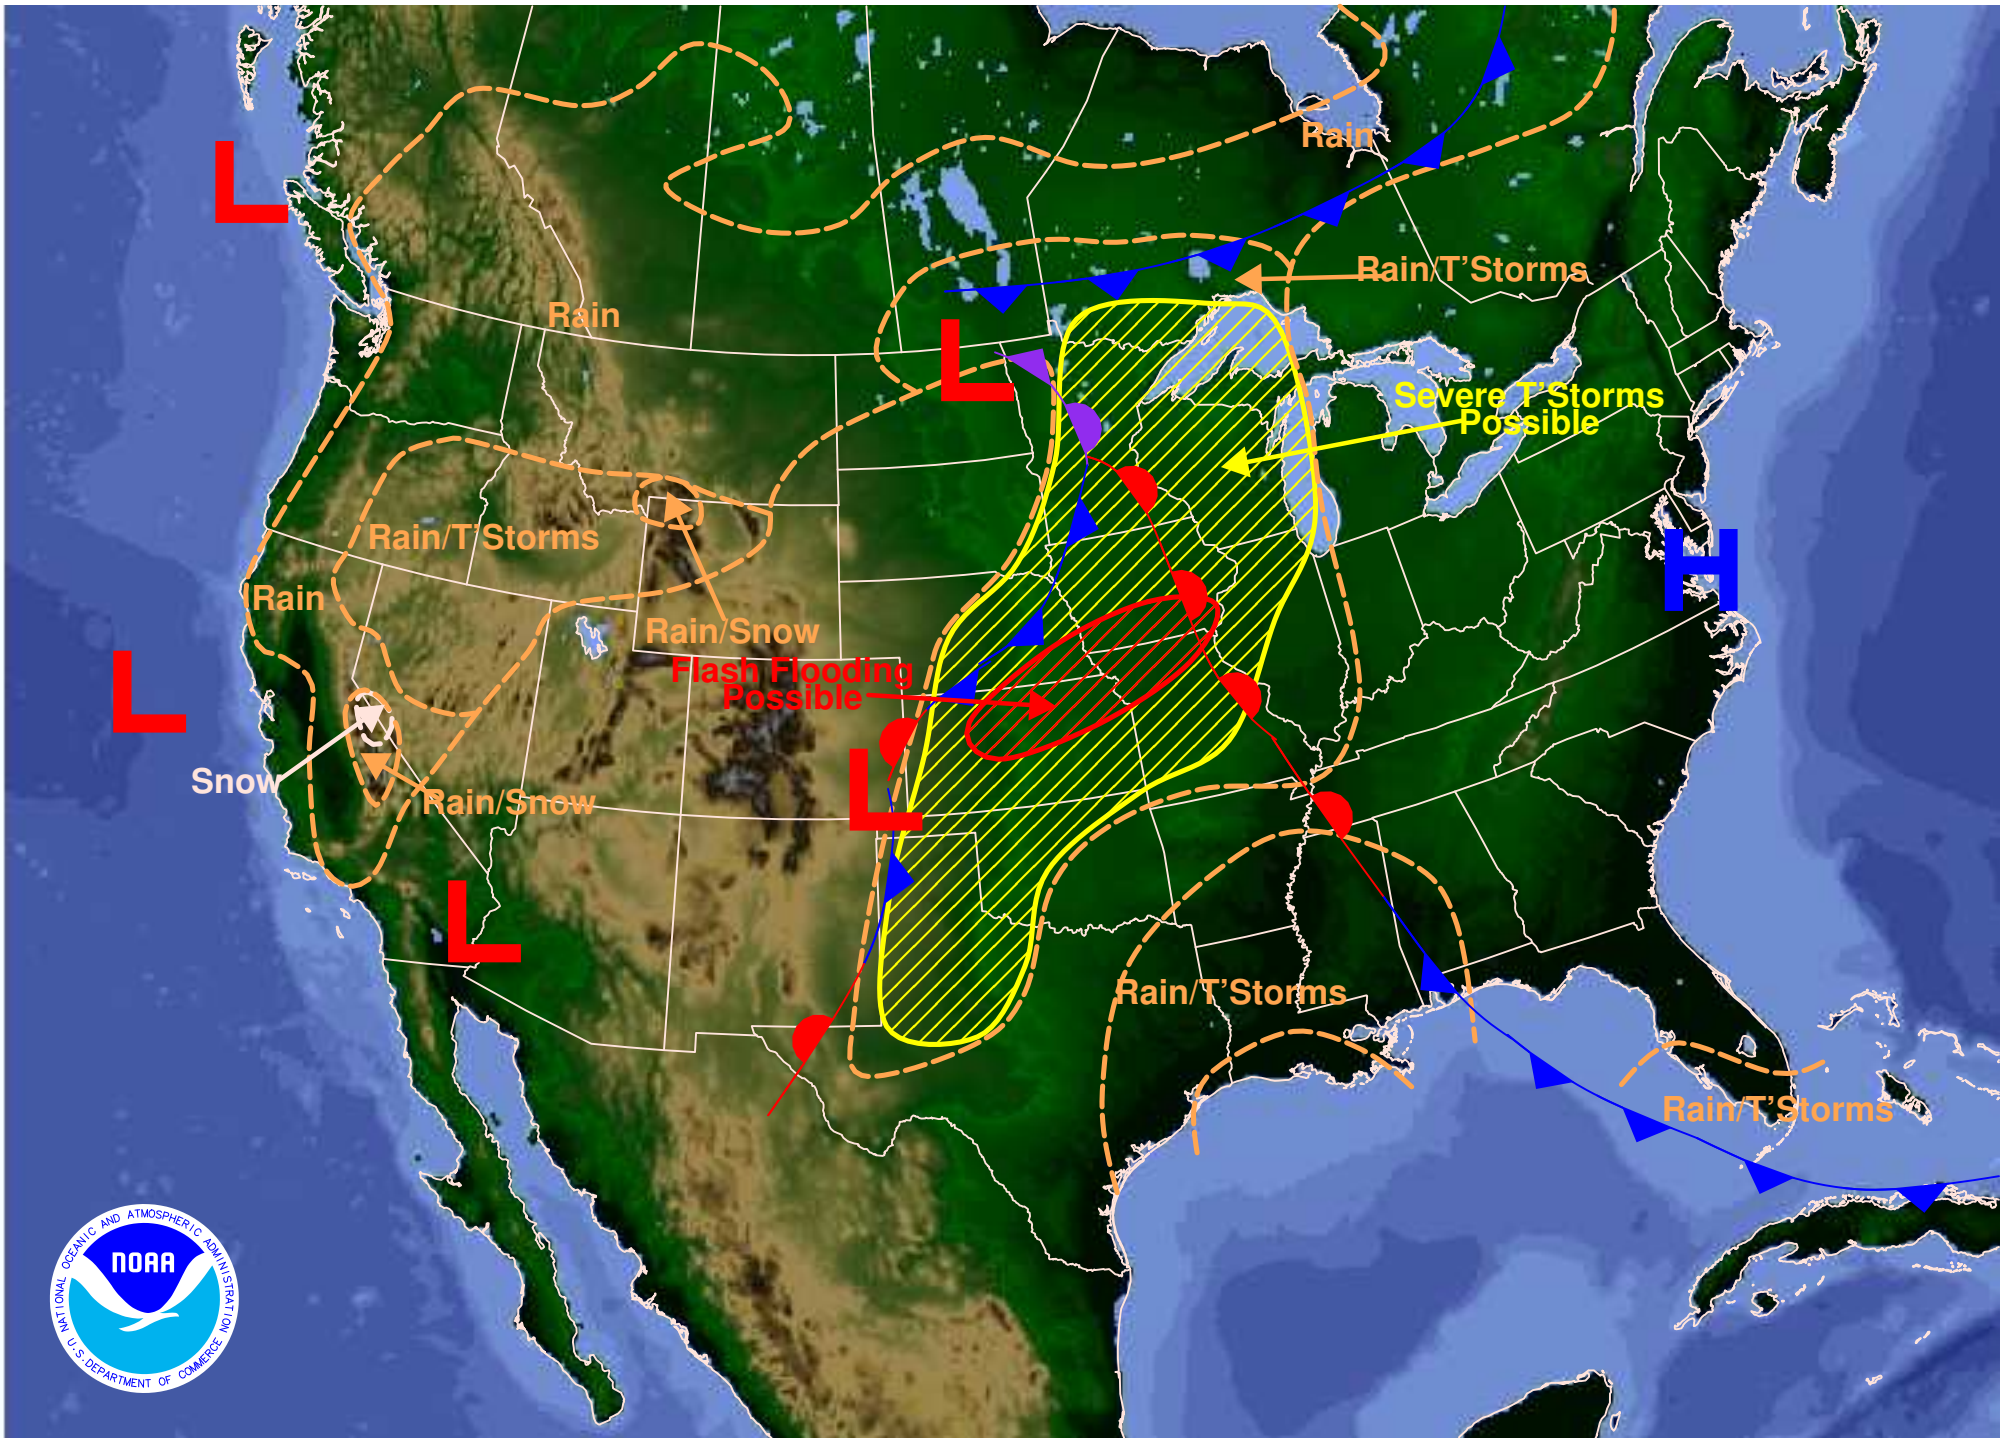 L
Rain
Rain/T'Storms
Rain
L
Severe T'Storms
Possible
Rain/T'Storms
H
Rain
Rain/Snow
Flash Flooding
Possible
L
Snow
Rain/Snow
L
L
Rain/T'Storms
Rain/T'Storms
NATIONAL OCEANIC AND ATMOSPHERIC ADMINISTRATION
NOAA
U.S. DEPARTMENT OF COMMERCE